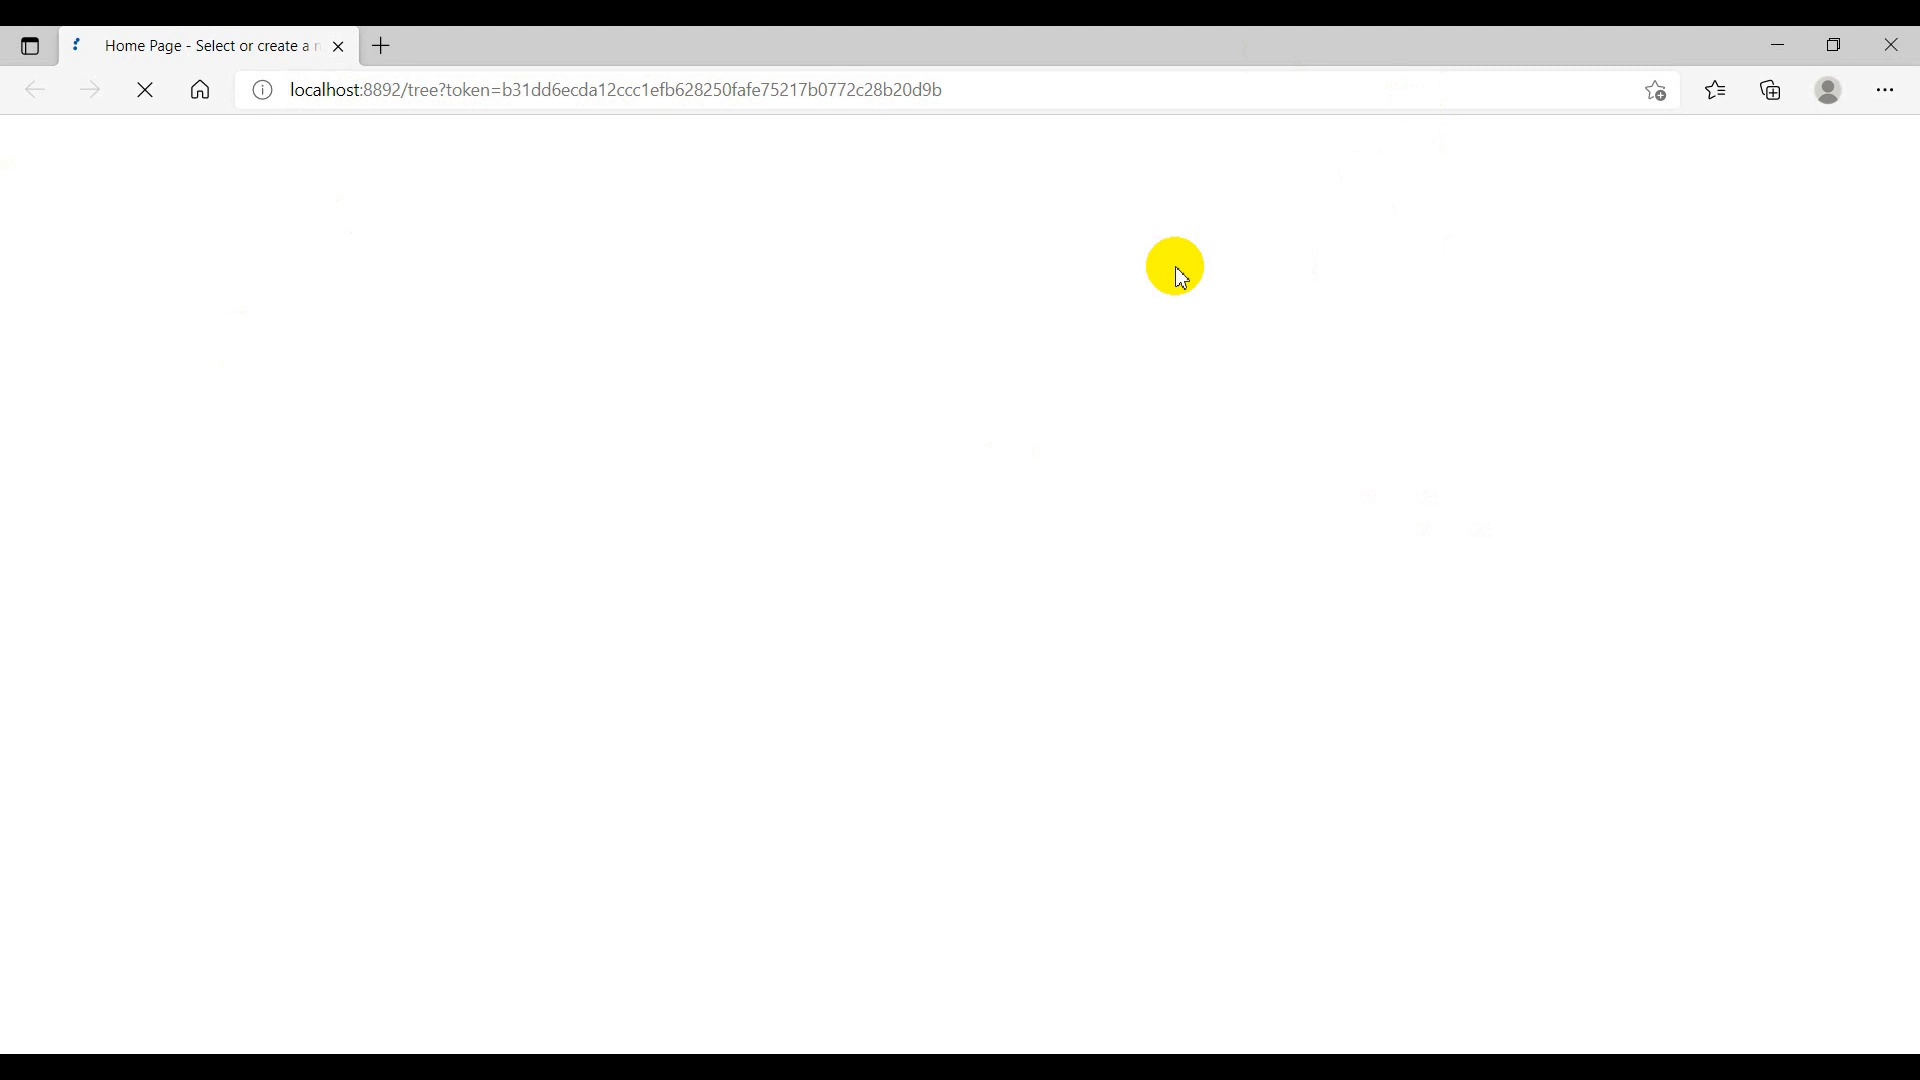 Home Page - Select or create a
localhost:8892/tree?token=b31dd6ecda12ccc1efb628250fafe75217b0772c28b20d9b